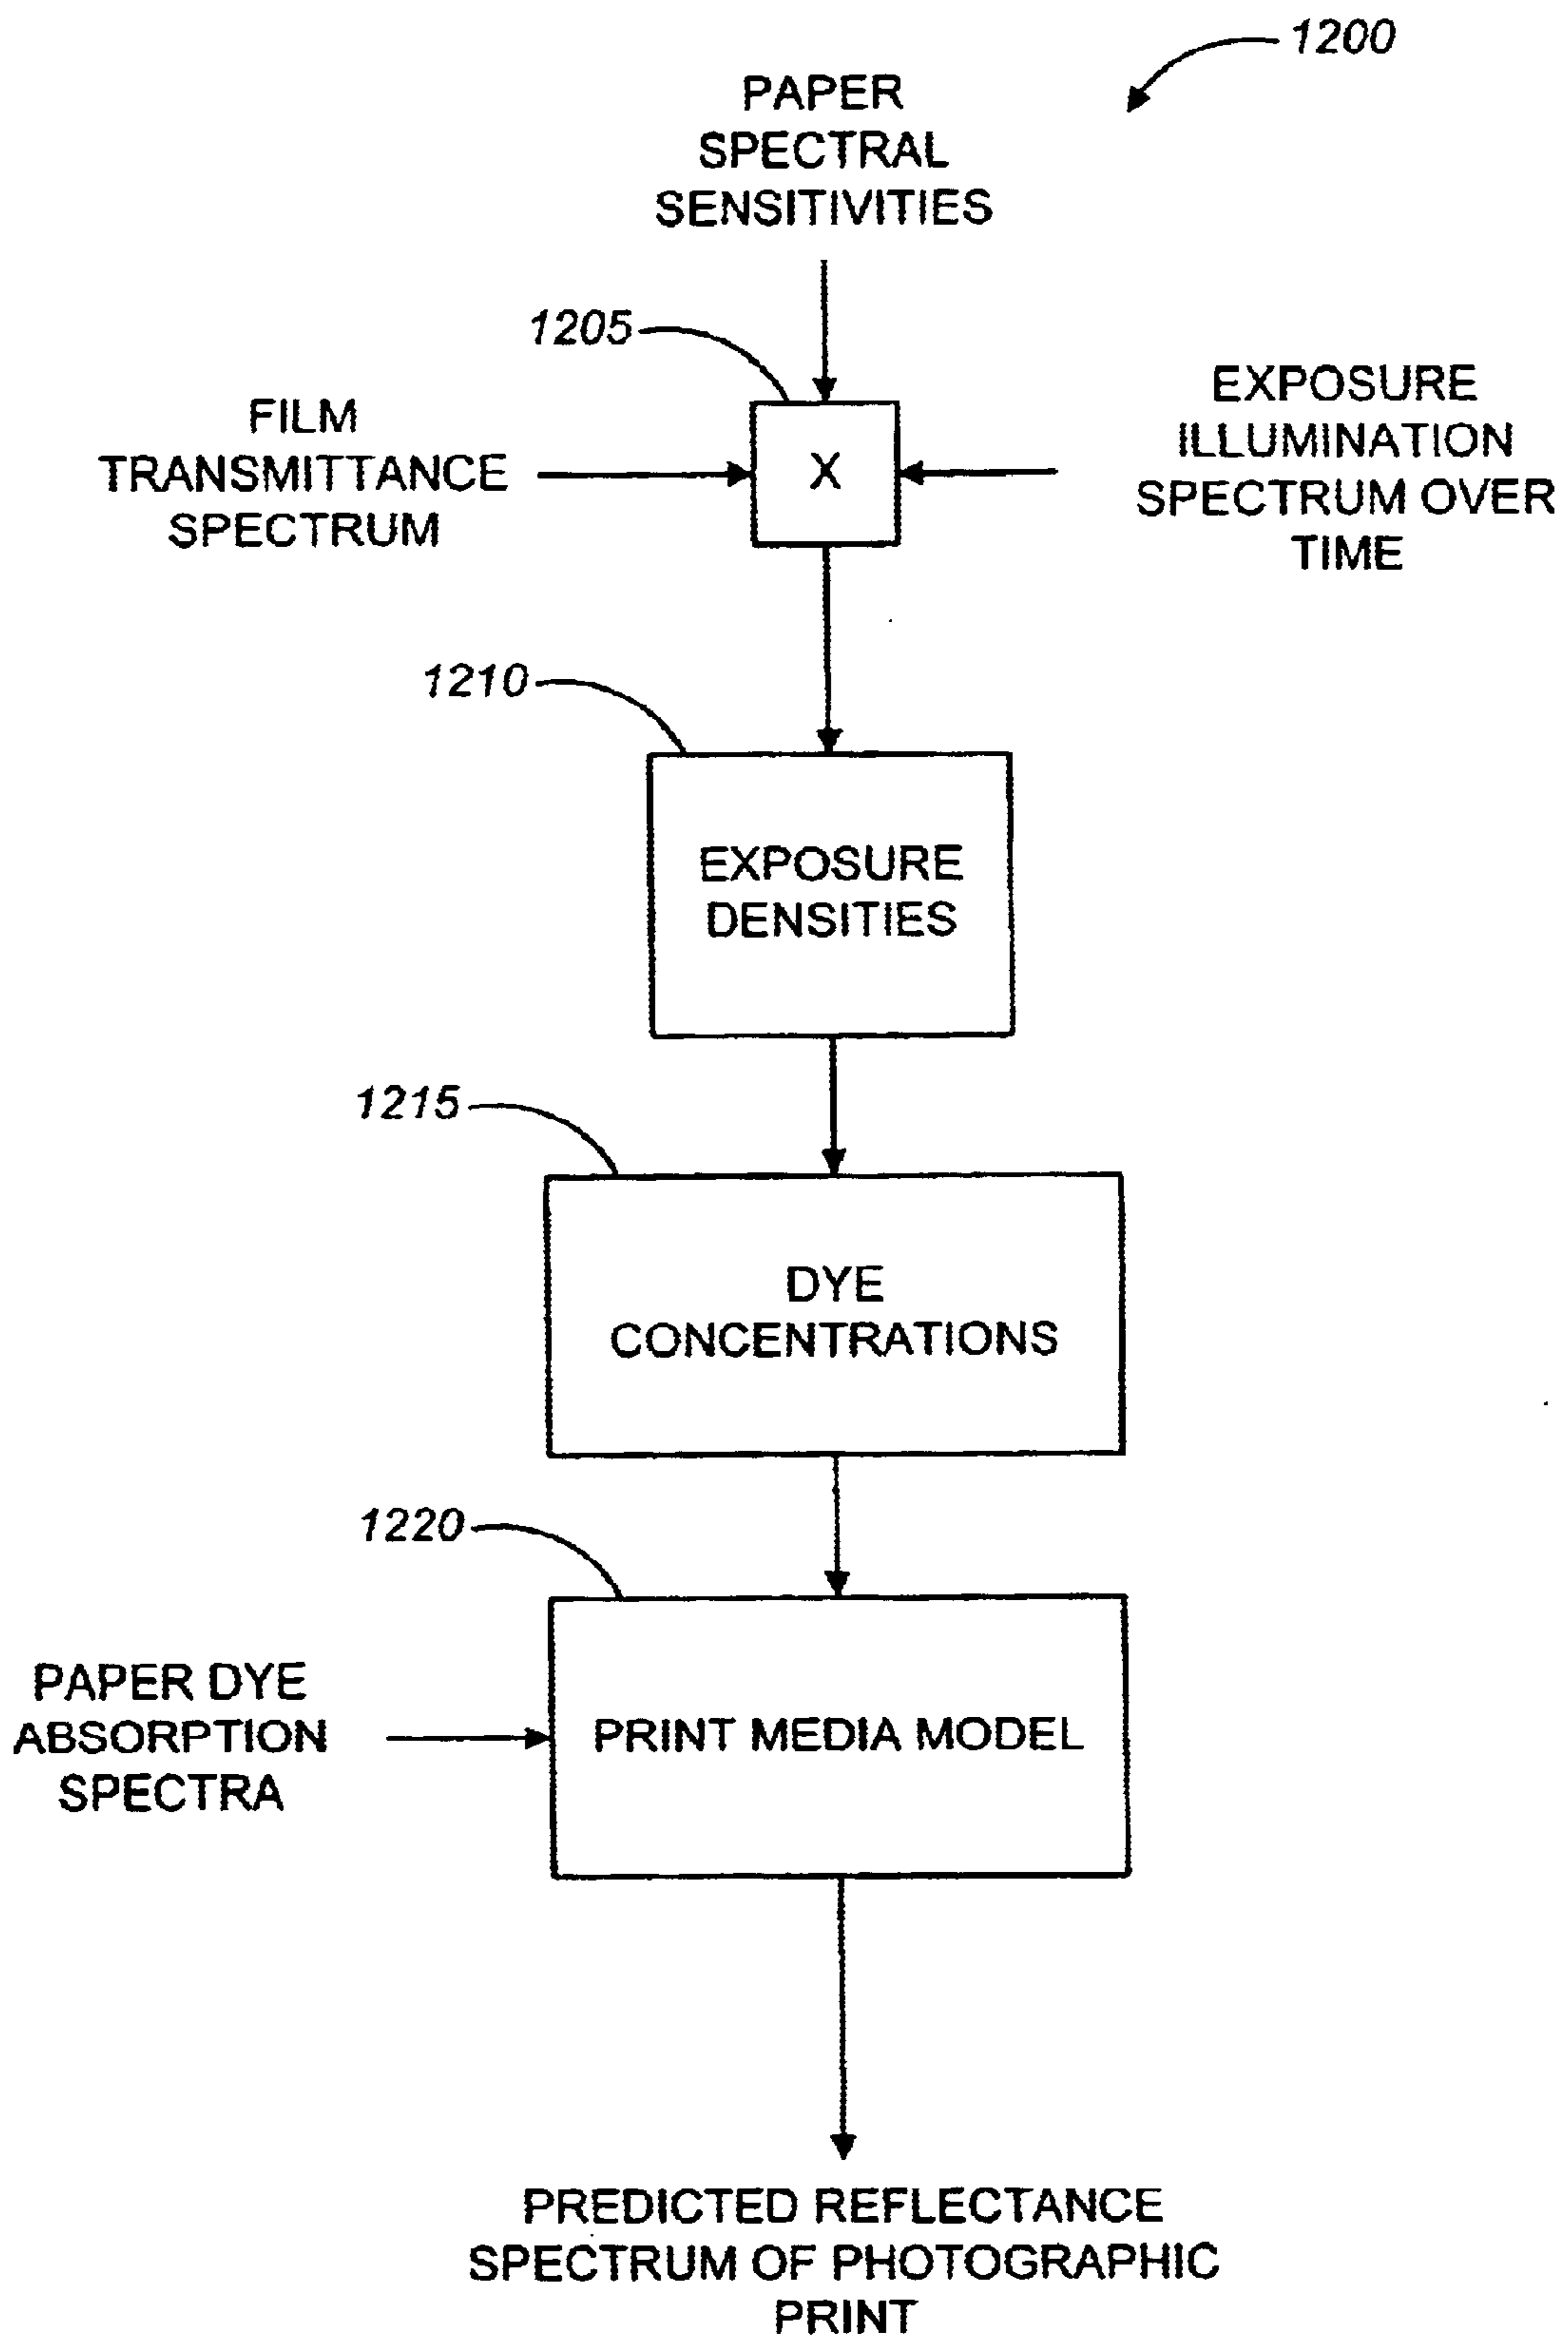 1200
PAPER
SPECTRAL
SENSITIVITIES
1205
FILM
TRANSMITTANCE
SPECTRUM
X
EXPOSURE
ILLUMINATION
SPECTRUM OVER
TIME
1210
EXPOSURE
DENSITIES
1215
DYE
CONCENTRATIONS
1220
PAPER DYE
ABSORPTION
SPECTRA
PRINT MEDIA MODEL
PREDICTED REFLECTANCE
SPECTRUM OF PHOTOGRAPHIC
PRINT